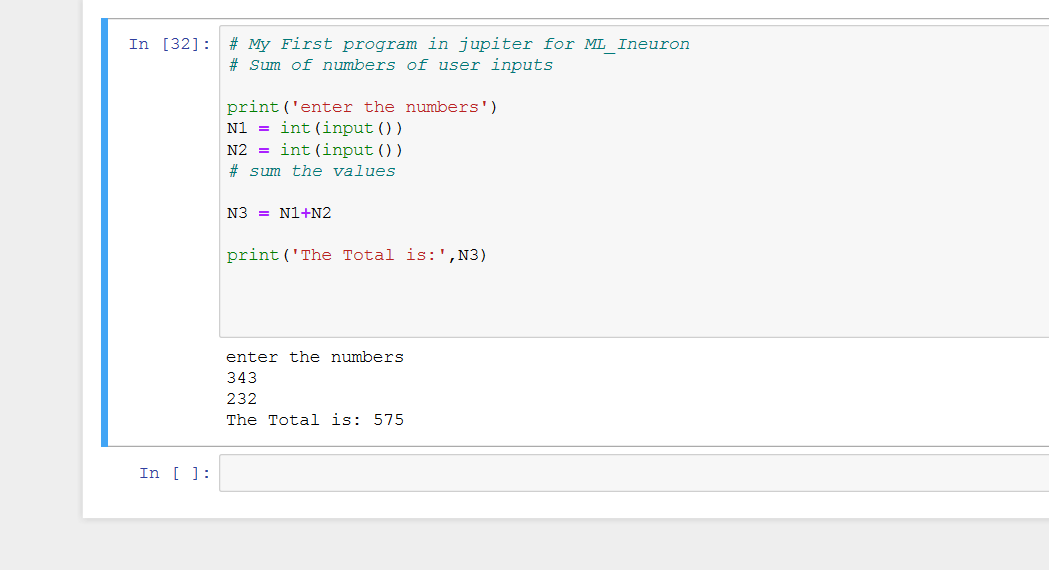 In [32]:
# My First program in jupiter for ML_Ineuron
# Sum of numbers of user inputs
print('enter the numbers')
N1 = int(input())
N2 = int(input())
# sum the values
N3 = N1+N2
print('The Total is:',N3)
enter the numbers
343
232
The Total is: 575
In [ ]: